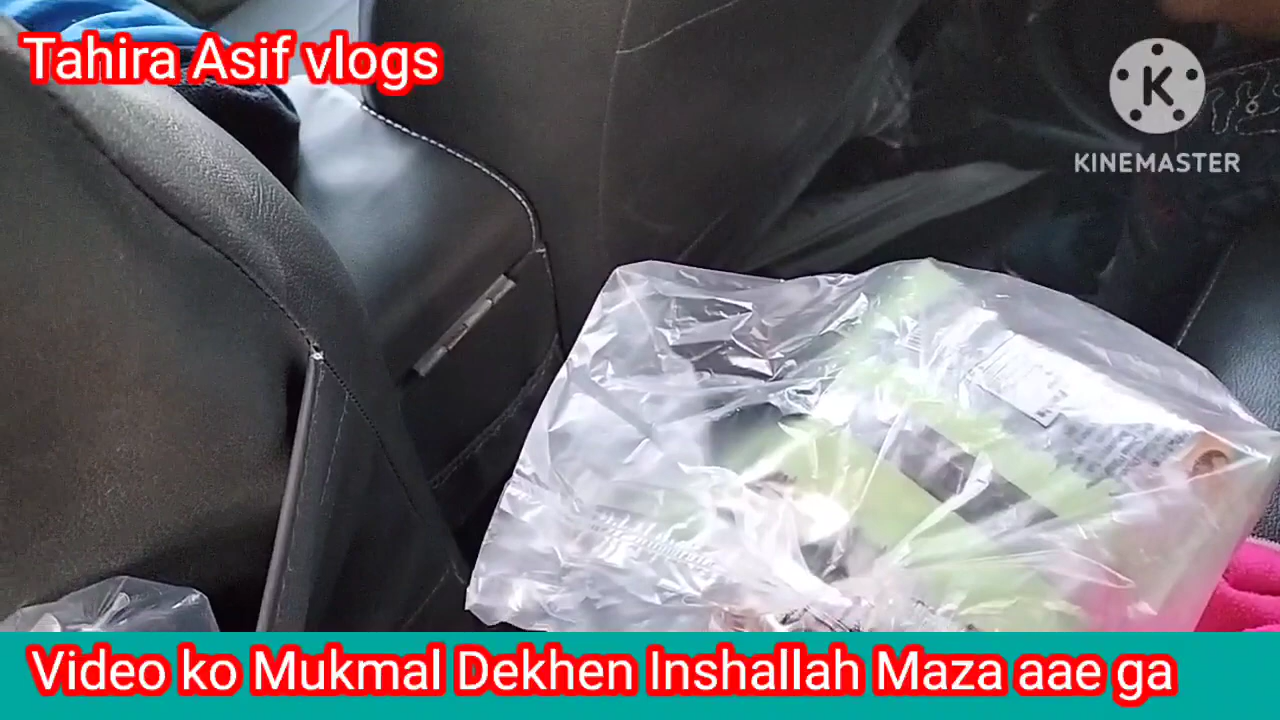 Tahira Asif vlogs
K
KINEMASTER
Video ko Mukmal Dekhen Inshallah Maza aae ga